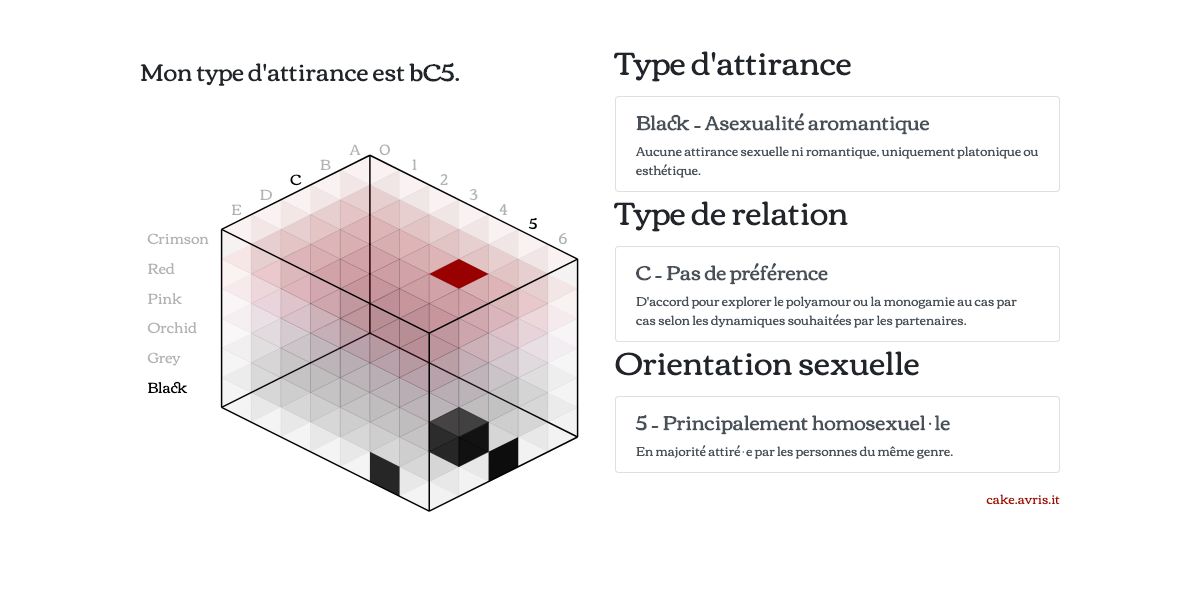 Mon type d'attirance est bC5.
A O
B 1
C 2
D 3
E 4
5
6
Crimson
Red
Pink
Orchid
Grey
Black
Type d'attirance
Black – Asexualité aromantique
Aucune attirance sexuelle ni romantique, uniquement platonique ou
esthétique.
Type de relation
C – Pas de préférence
D'accord pour explorer le polyamour ou la monogamie au cas par
cas selon les dynamiques souhaitées par les partenaires.
Orientation sexuelle
5 – Principalement homosexuel·le
En majorité attiré·e par les personnes du même genre.
cake.avris.it